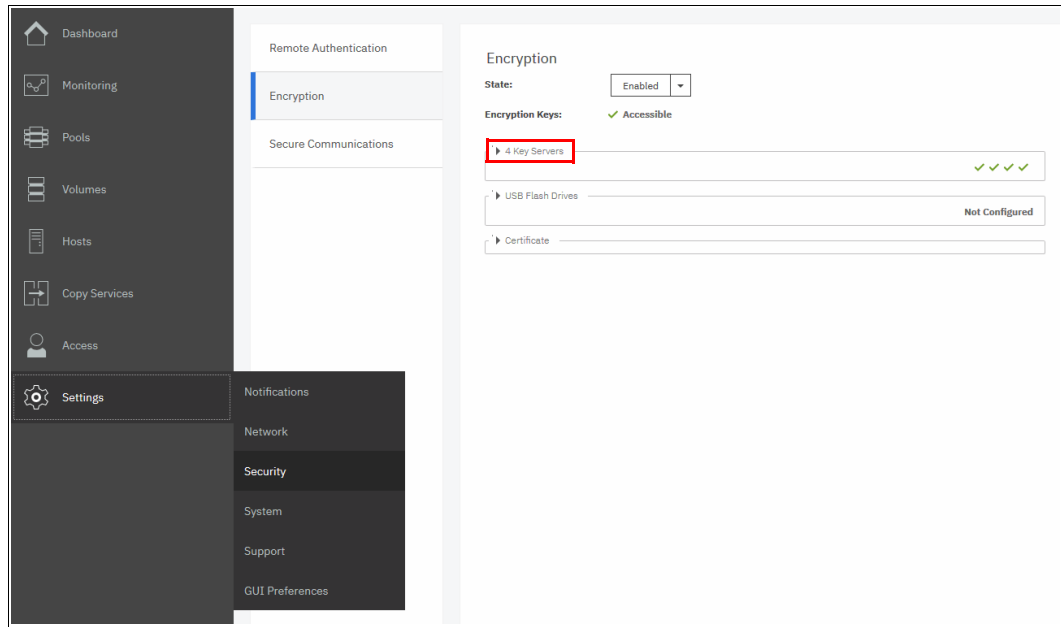 Dashboard
Monitoring
Pools
Volumes
Hosts
Copy Services
Access
Settings
Notifications
Network
Security
System
Support
GUI Preferences
Remote Authentication
Encryption
Secure Communications
Encryption
State:
Enabled
Encryption Keys:
Accessible
4 Key Servers
USB Flash Drives
Not Configured
Certificate